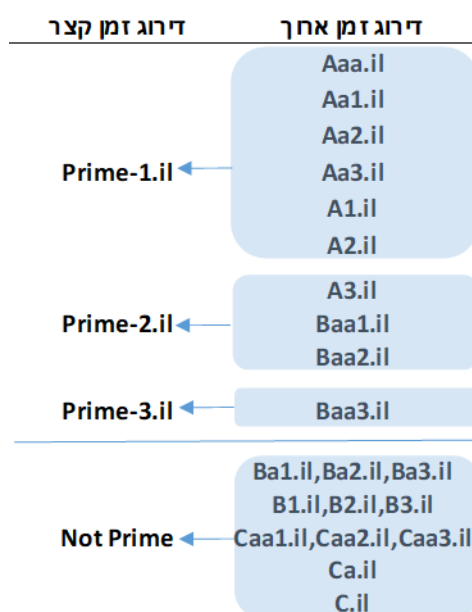 דירוג זמן ארוך דירוג זמן קצר
Aaa.il
Aa1.il
Aa2.il
Aa3.il Prime-1.il
A1.il
A2.il
A3.il
Baa1.il Prime-2.il
Baa2.il
Baa3.il Prime-3.il
Ba1.il,Ba2.il,Ba3.il
B1.il,B2.il,B3.il
Caa1.il,Caa2.il,Caa3.il Not Prime
Ca.il
C.il